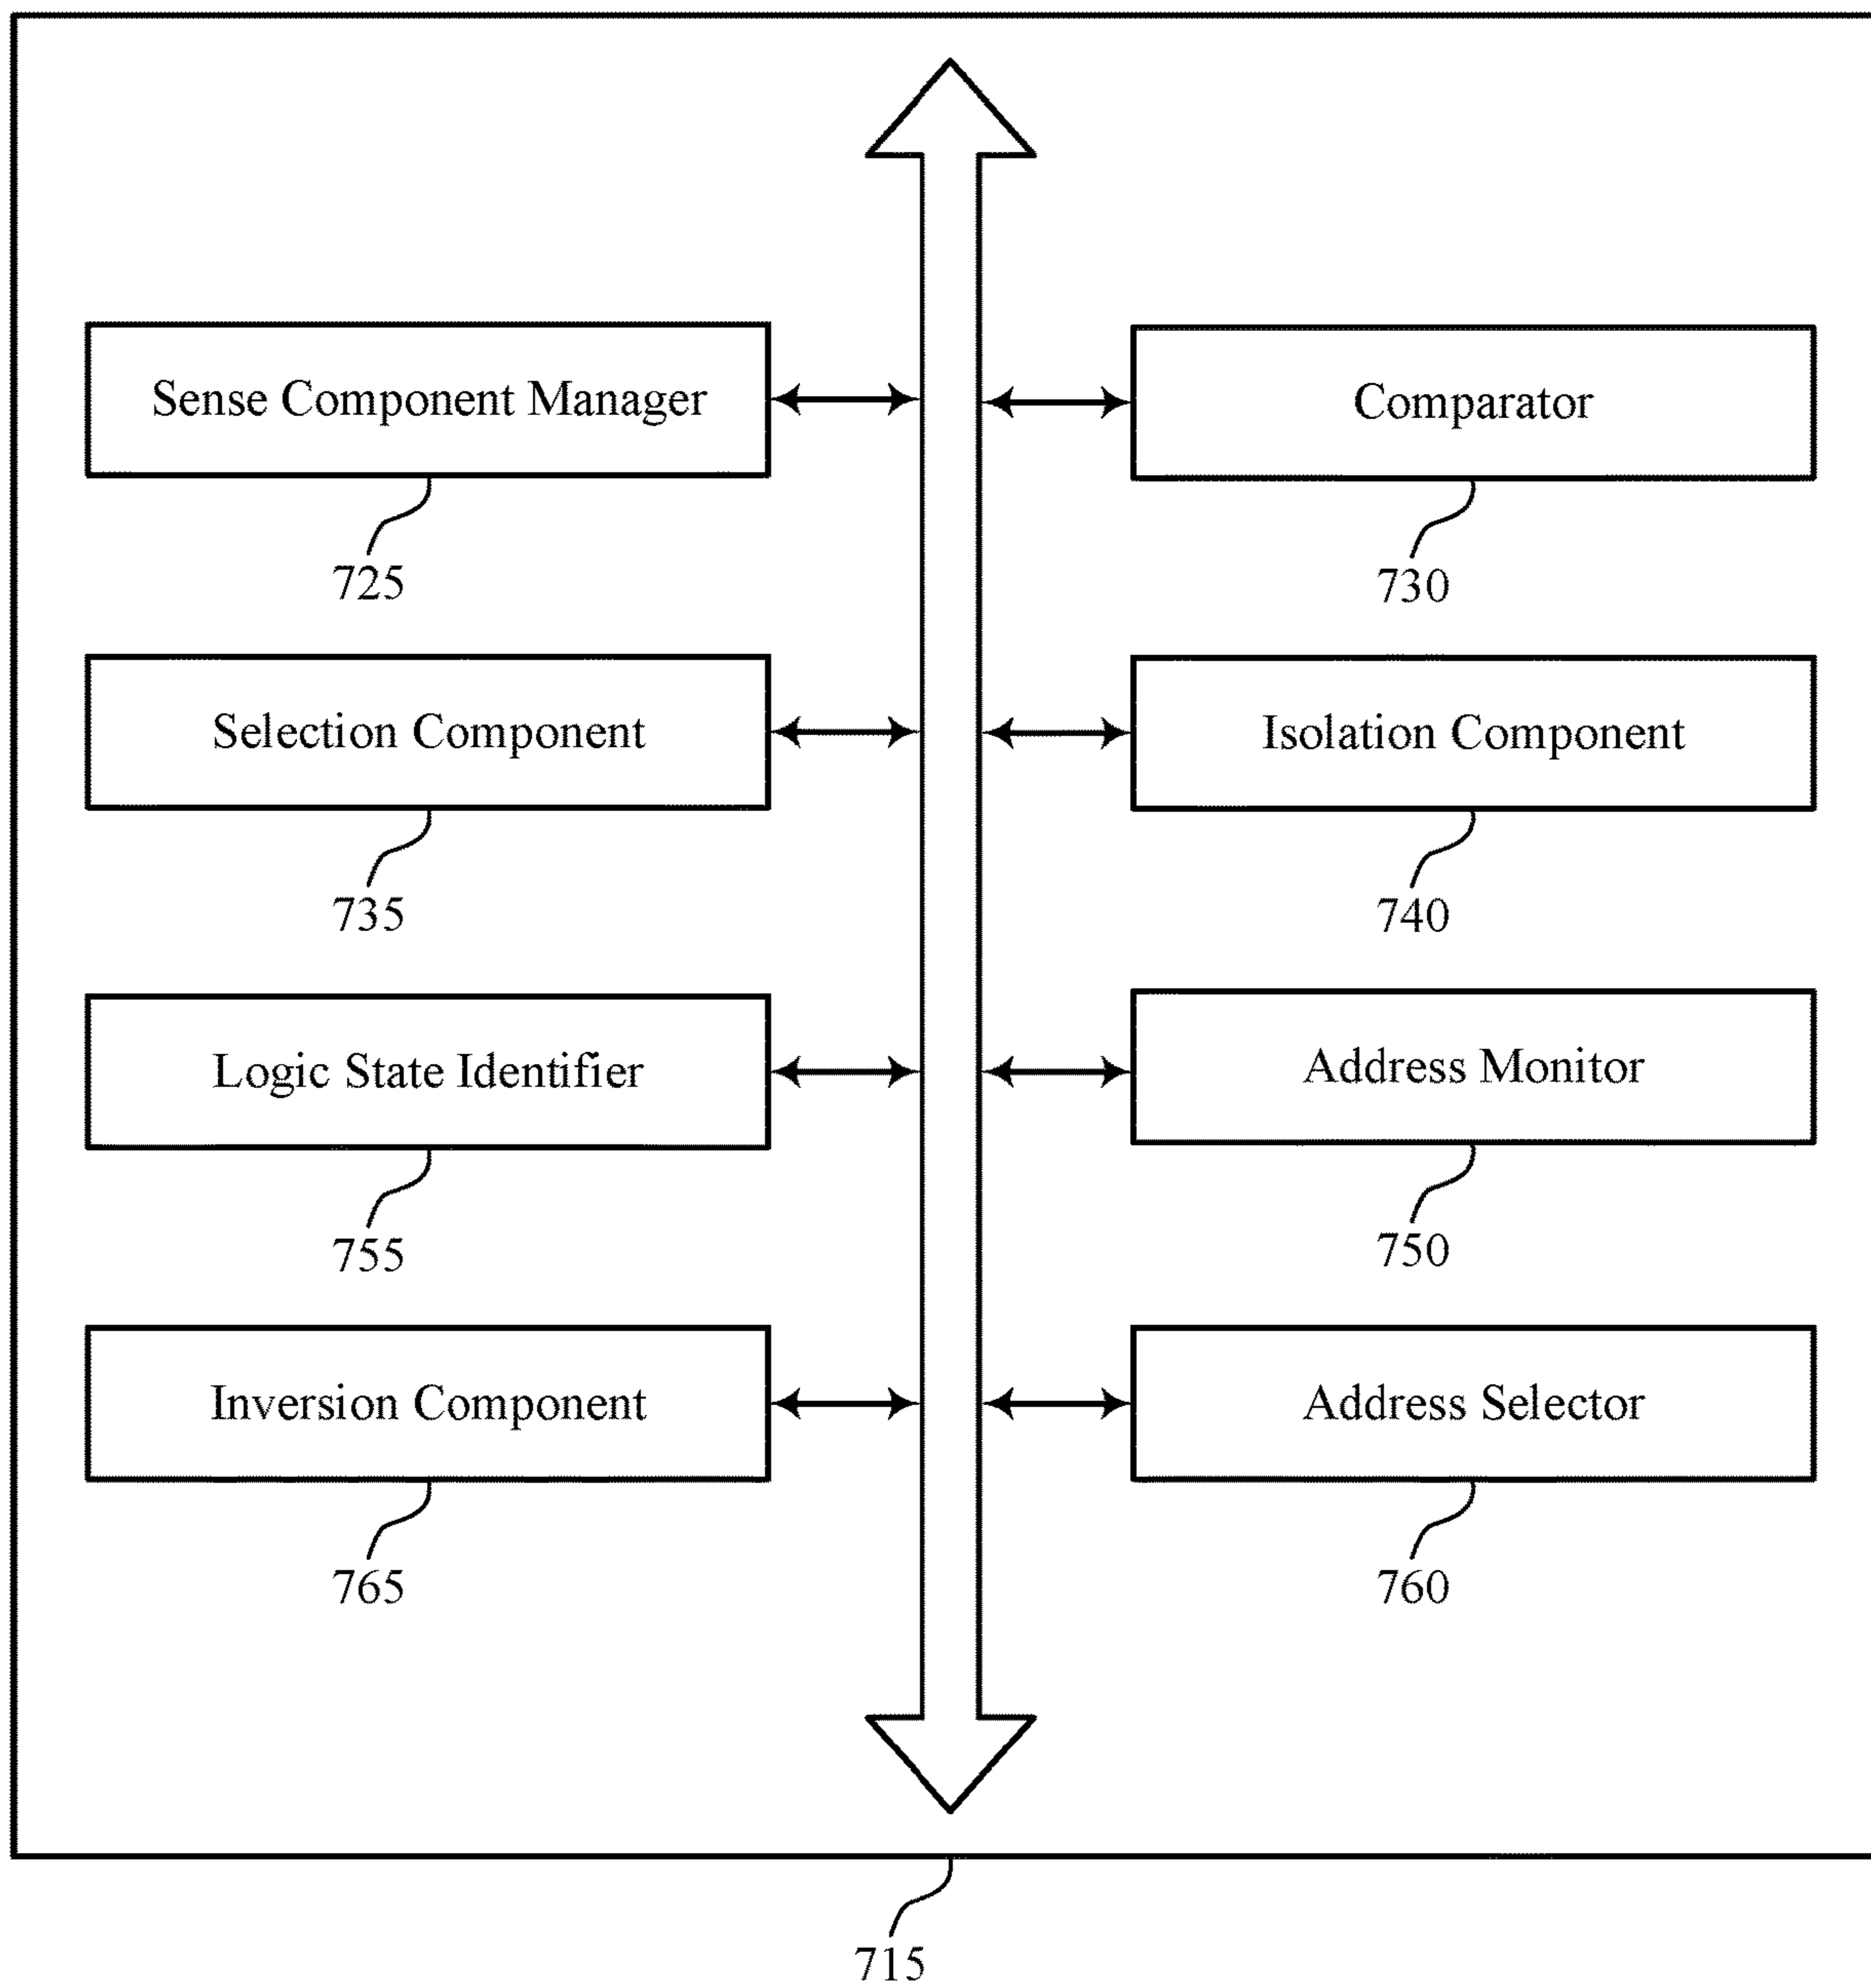 Sense Component Manager
Comparator
725
730
Selection Component
Isolation Component
735
740
Logic State Identifier
Address Monitor
755
750
Inversion Component
Address Selector
765
760
715